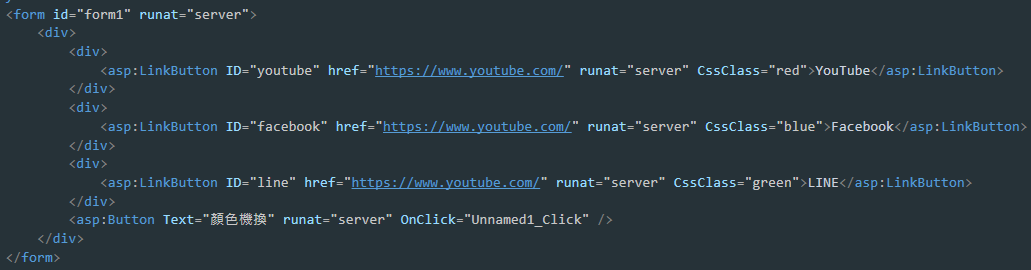 <form id="form1" runat="server">
<div>
<div>
<asp:LinkButton ID="youtube" href="https://www.youtube.com/" runat="server" CssClass="red">YouTube</asp:LinkButton>
</div>
<div>
<asp:LinkButton ID="facebook" href="https://www.youtube.com/" runat="server" CssClass="blue">Facebook</asp:LinkButton>
</div>
<div>
<asp:LinkButton ID="line" href="https://www.youtube.com/" runat="server" CssClass="green">LINE</asp:LinkButton>
</div>
<asp:Button Text="顏色機換" runat="server" OnClick="Unnamed1_Click" />
</div>
</form>